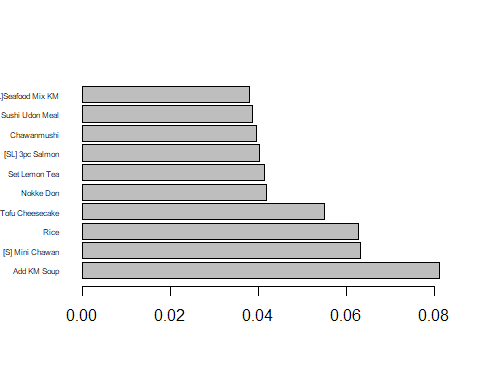 ]Seafood Mix KM
Sushi Udon Meal
Chawanmushi
[SL] 3pc Salmon
Set Lemon Tea
Nokke Don
Tofu Cheesecake
Rice
[S] Mini Chawan
Add KM Soup
0.00 0.02 0.04 0.06 0.08